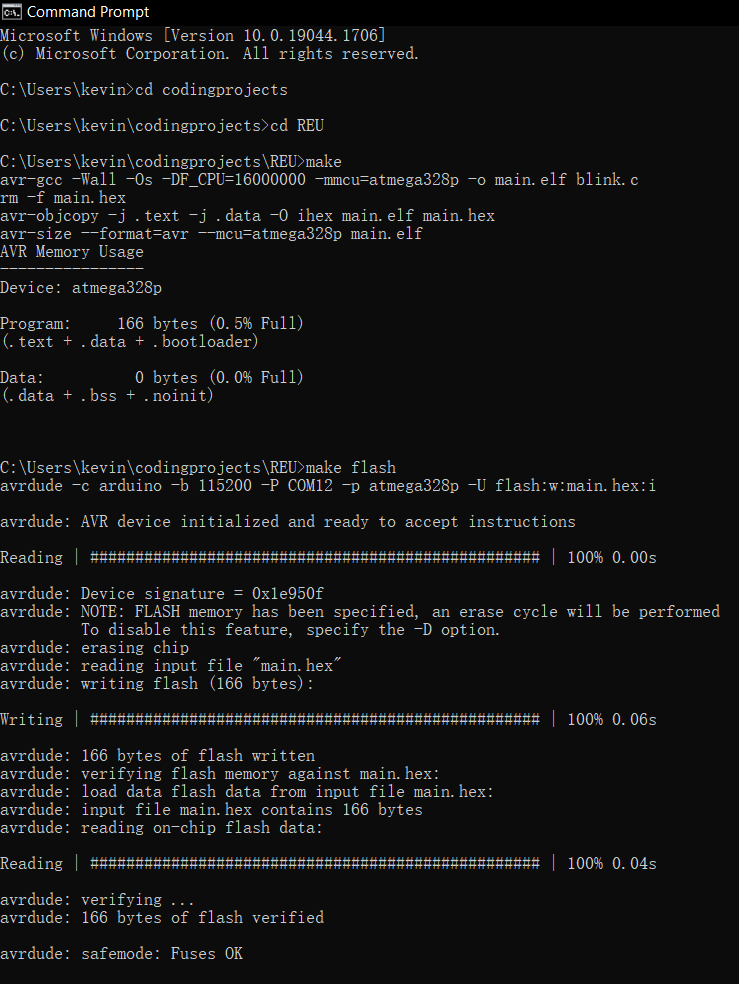 Command Prompt
Microsoft Windows [Version 10.0.19044.1706]
(c) Microsoft Corporation. All rights reserved.
C:\Users\kevin>cd codingprojects
C:\Users\kevin\codingprojects>cd REU
C:\Users\kevin\codingprojects\REU>make
avr-gcc -Wall -Os -DF_CPU=16000000 -mmcu=atmega328p -o main.elf blink.c
rm -f main.hex
avr-objcopy -j .text -j .data -O ihex main.elf main.hex
avr-size --format=avr --mcu=atmega328p main.elf
AVR Memory Usage
----------------
Device: atmega328p
Program:     166 bytes (0.5% Full)
(.text + .data + .bootloader)
Data:          0 bytes (0.0% Full)
(.data + .bss + .noinit)
C:\Users\kevin\codingprojects\REU>make flash
avrdude -c arduino -b 115200 -P COM12 -p atmega328p -U flash:w:main.hex:i
avrdude: AVR device initialized and ready to accept instructions
Reading | ################################################## | 100% 0.00s
avrdude: Device signature = 0x1e950f
avrdude: NOTE: FLASH memory has been specified, an erase cycle will be performed
         To disable this feature, specify the -D option.
avrdude: erasing chip
avrdude: reading input file "main.hex"
avrdude: writing flash (166 bytes):
Writing | ################################################## | 100% 0.06s
avrdude: 166 bytes of flash written
avrdude: verifying flash memory against main.hex:
avrdude: load data flash data from input file main.hex:
avrdude: input file main.hex contains 166 bytes
avrdude: reading on-chip flash data:
Reading | ################################################## | 100% 0.04s
avrdude: verifying ...
avrdude: 166 bytes of flash verified
avrdude: safemode: Fuses OK